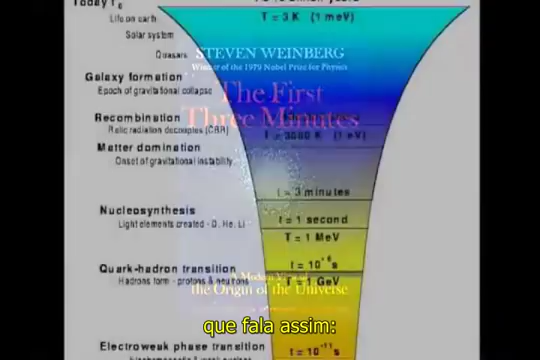 Today t₀
Life on earth
T = 3 K (1 meV)
Solar system
Quasars
STEVEN WEINBERG
Winner of the 1979 Nobel Prize for Physics
Galaxy formation
Epoch of gravitational collapse
The First
Three Minutes
Recombination
Relic radiation decouples (CBR)
T = 3000 K (1 eV)
Matter domination
Onset of gravitational instability
t = 3 minutes
Nucleosynthesis
Light elements created - D, He, Li
t = 1 second
T = 1 MeV
Quark-hadron transition
Hadrons form - protons & neutrons
t = 10⁻⁶ s
T = 1 GeV
A Modern View of
the Origin of the Universe
que fala assim:
Electroweak phase transition
t = 10⁻¹¹ s